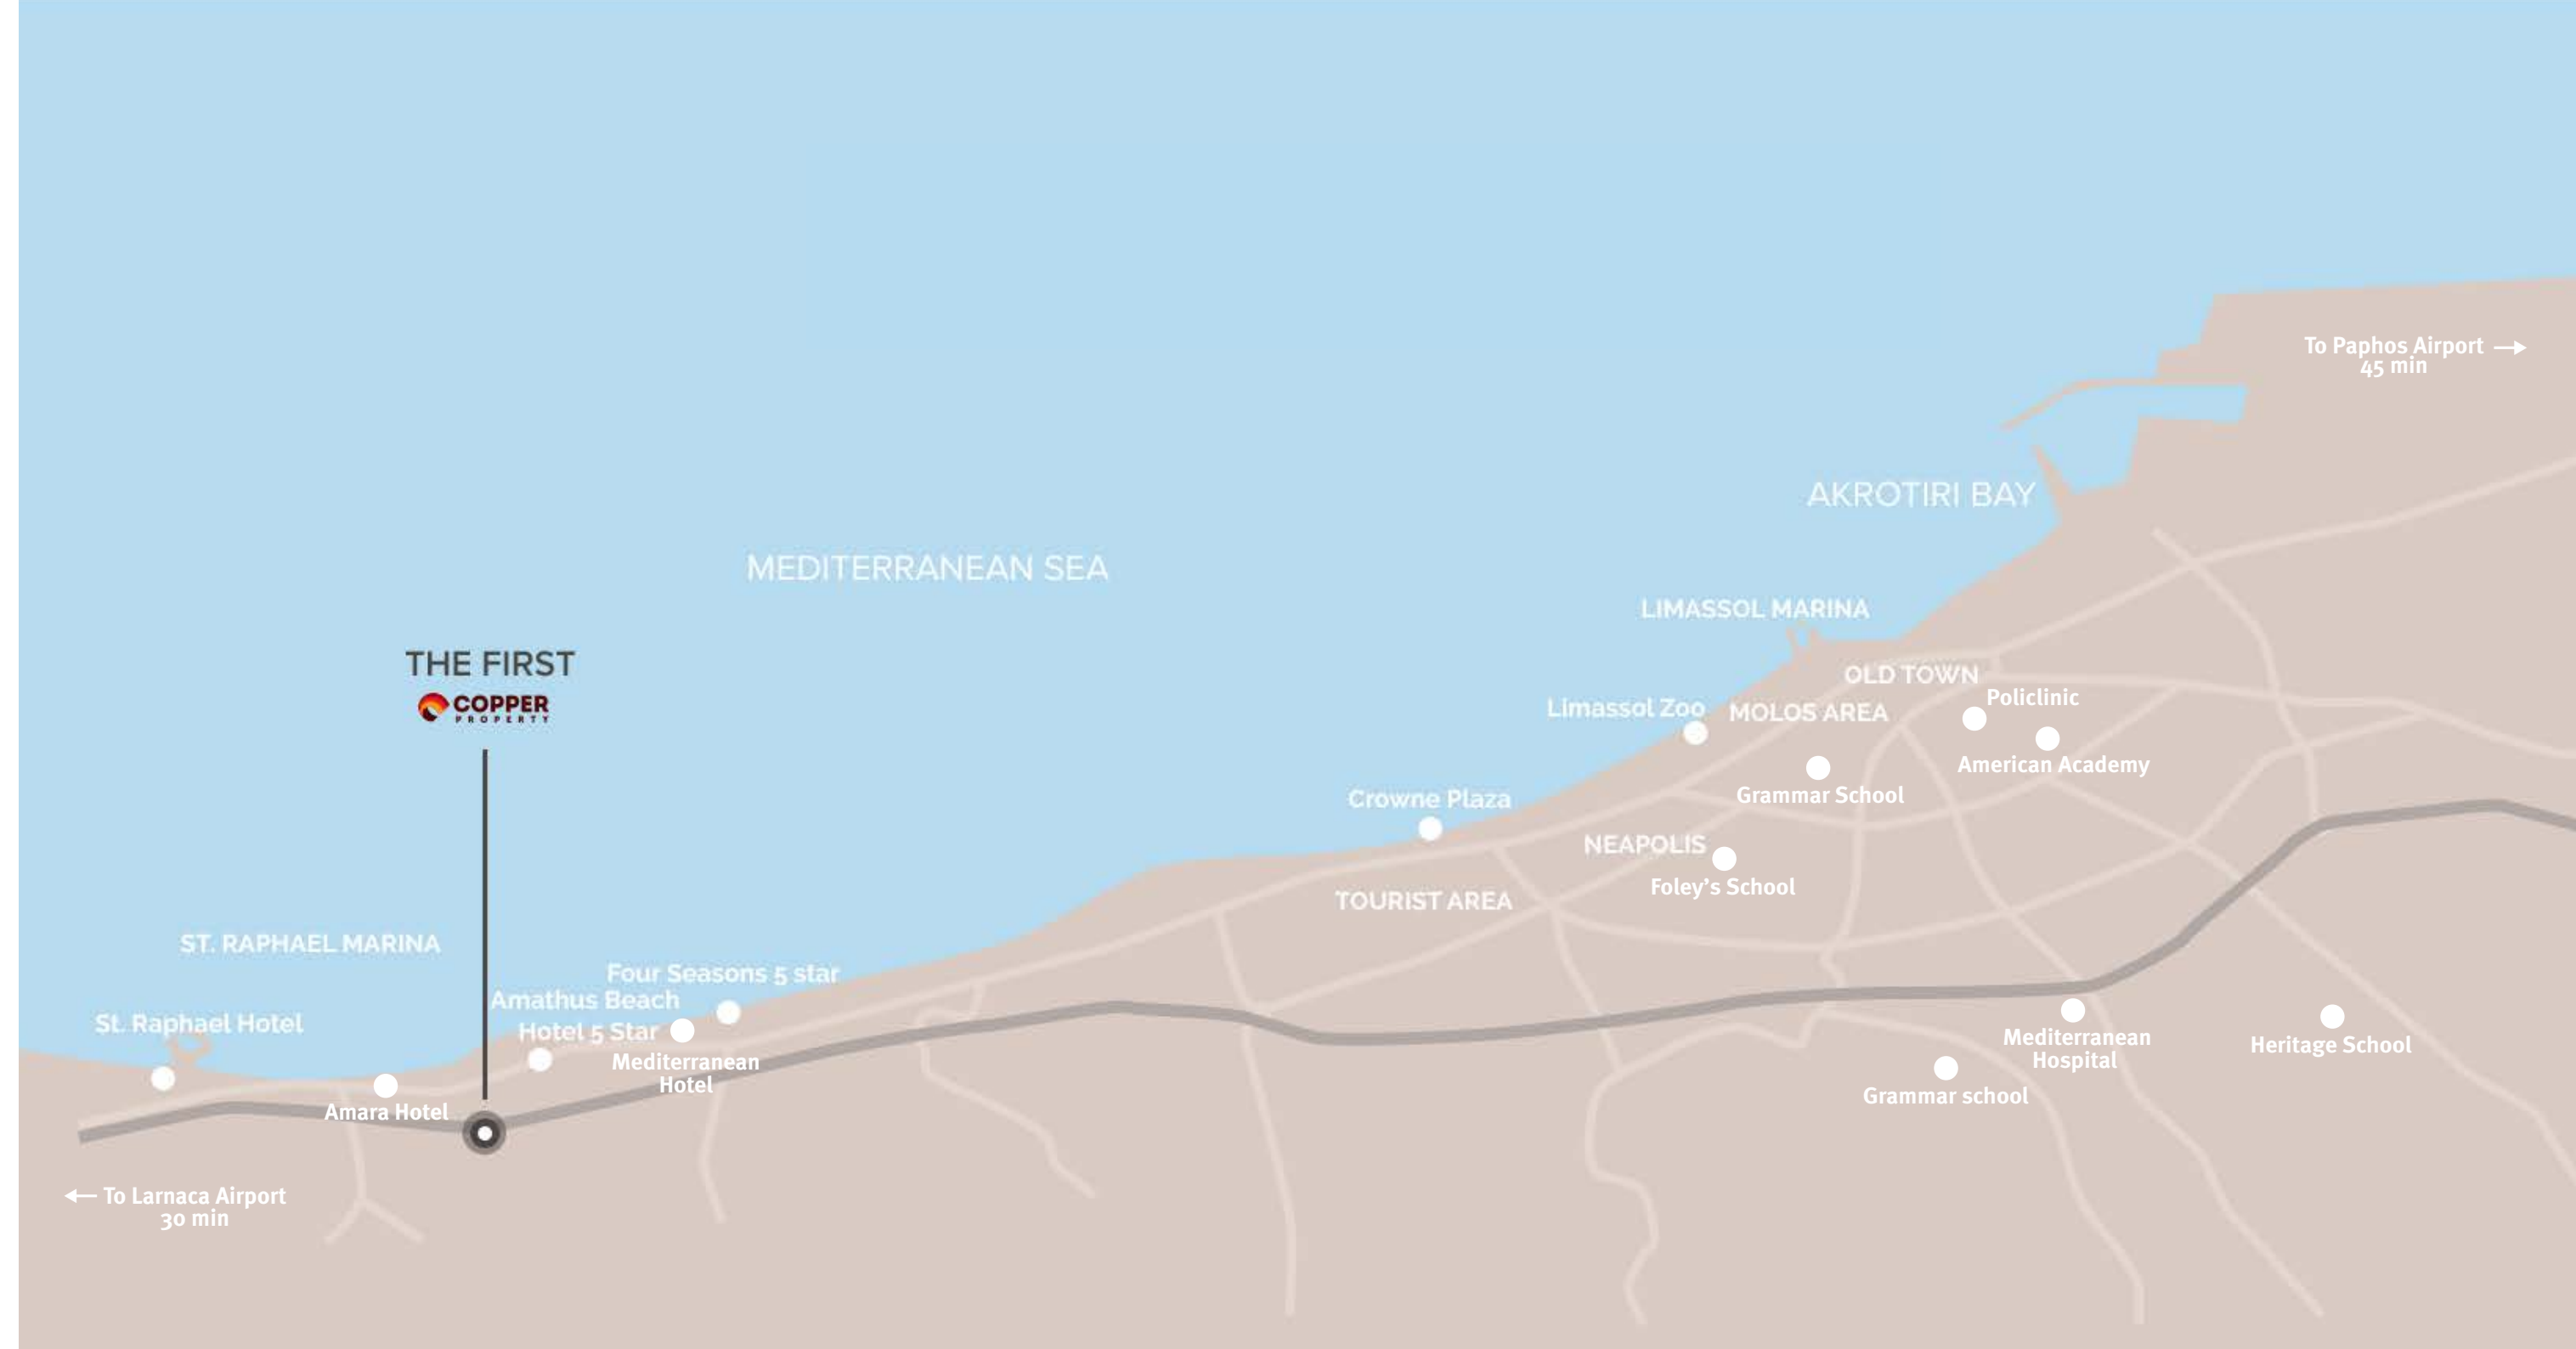 To Paphos Airport →
45 min
AKROTIRI BAY
MEDITERRANEAN SEA
LIMASSOL MARINA
THE FIRST
COPPER
PROPERTY
OLD TOWN
Policlinic
Limassol Zoo
MOLOS AREA
American Academy
Grammar School
Crowne Plaza
NEAPOLIS
Foley's School
TOURIST AREA
ST. RAPHAEL MARINA
Four Seasons 5 star
Amathus Beach
Hotel 5 Star
St. Raphael Hotel
Mediterranean
Hotel
Mediterranean
Hospital
Heritage School
Grammar school
Amara Hotel
← To Larnaca Airport
30 min